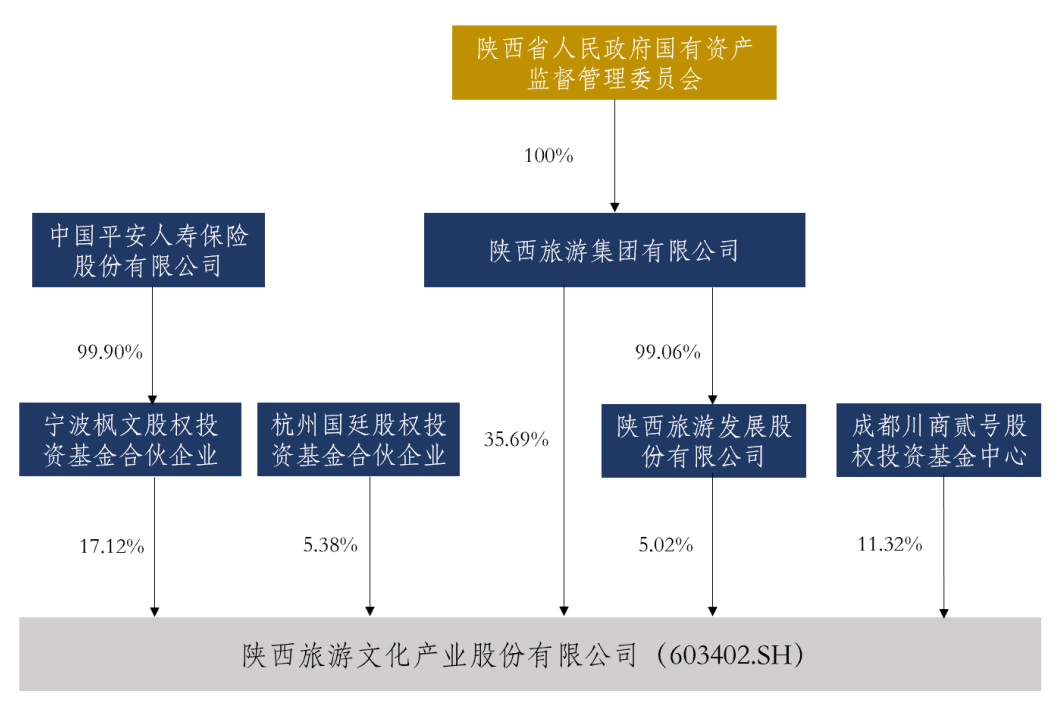 陕西省人民政府国有资产
监督管理委员会
100%
中国平安人寿保险
股份有限公司
陕西旅游集团有限公司
99.90%
99.06%
宁波枫文股权投
资基金合伙企业
杭州国廷股权投
资基金合伙企业
35.69%
陕西旅游发展股
份有限公司
成都川商贰号股
权投资基金中心
17.12%
5.38%
5.02%
11.32%
陕西旅游文化产业股份有限公司（603402.SH）